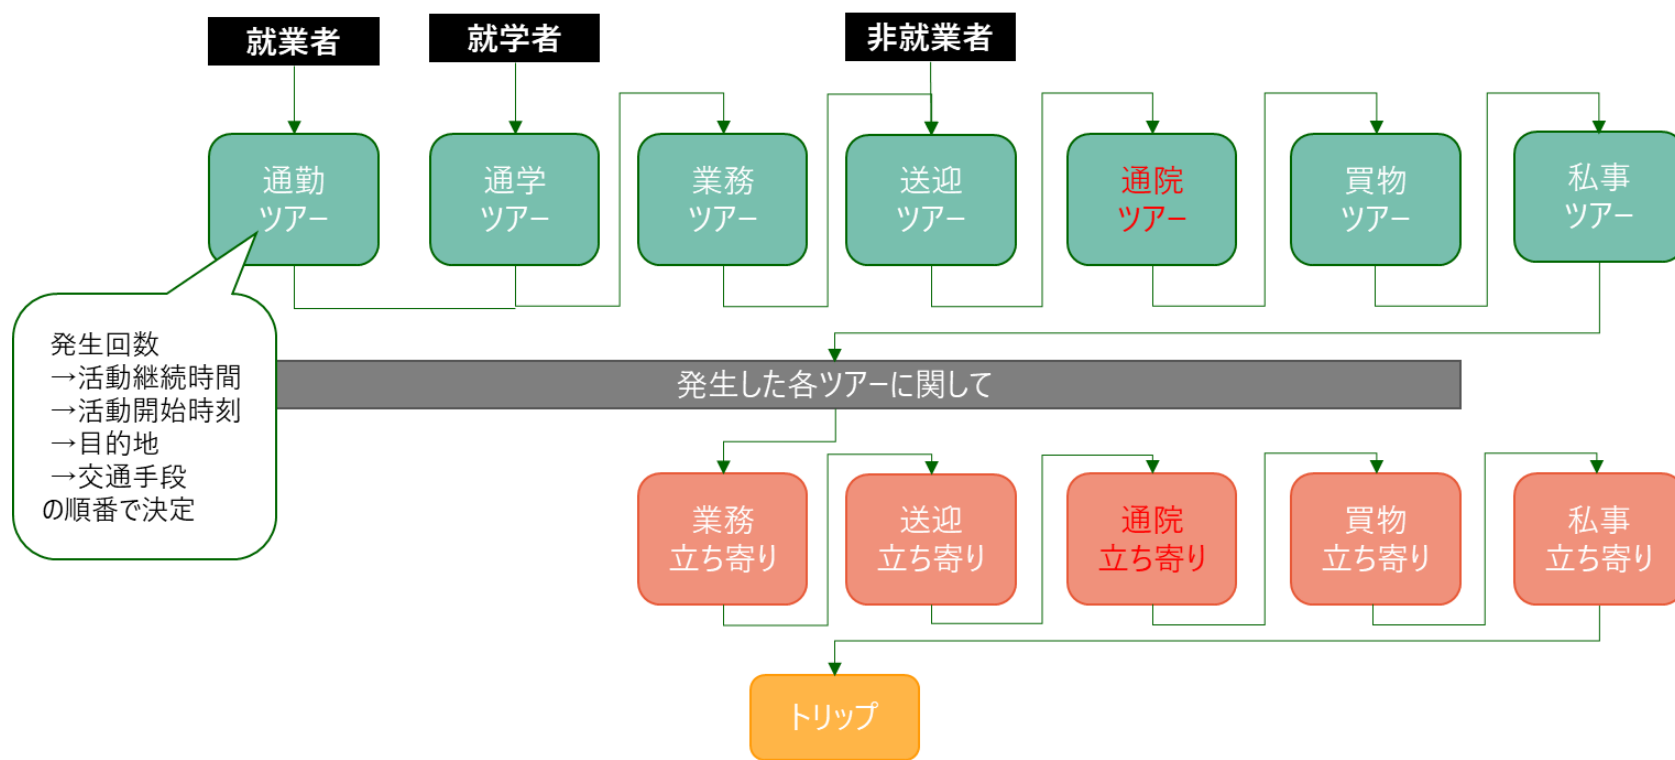 就業者
就学者
非就業者
通勤
ツアー
通学
ツアー
業務
ツアー
送迎
ツアー
通院
ツアー
買物
ツアー
私事
ツアー
発生回数
→活動継続時間
→活動開始時刻
→目的地
→交通手段
の順番で決定
発生した各ツアーに関して
業務
立ち寄り
送迎
立ち寄り
通院
立ち寄り
買物
立ち寄り
私事
立ち寄り
トリップ